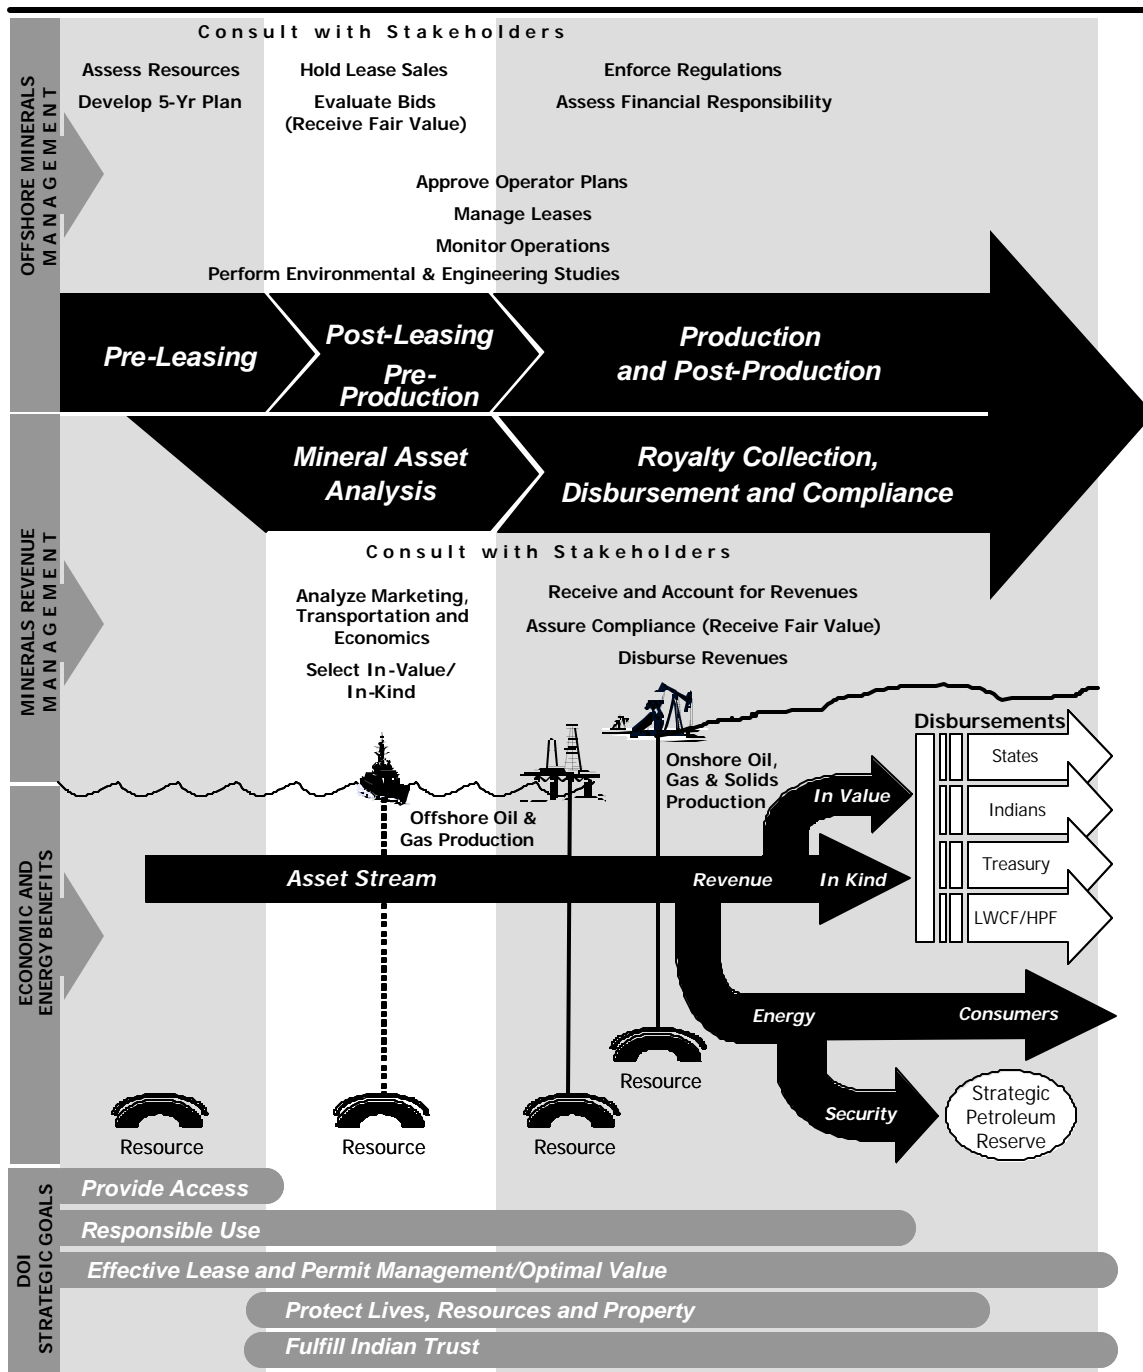 Consult with Stakeholders
OFFSHORE MINERALS
MANAGEMENT
Assess Resources
Develop 5-Yr Plan
Hold Lease Sales
Evaluate Bids
(Receive Fair Value)
Enforce Regulations
Assess Financial Responsibility
Approve Operator Plans
Manage Leases
Monitor Operations
Perform Environmental & Engineering Studies
Pre-Leasing
Post-Leasing
Pre-
Production
Production
and Post-Production
MINERALS REVENUE
MANAGEMENT
Mineral Asset
Analysis
Royalty Collection,
Disbursement and Compliance
Consult with Stakeholders
Analyze Marketing,
Transportation and
Economics
Select In-Value/
In-Kind
Receive and Account for Revenues
Assure Compliance (Receive Fair Value)
Disburse Revenues
ECONOMIC AND
ENERGY BENEFITS
Offshore Oil &
Gas Production
Onshore Oil,
Gas & Solids
Production
Disbursements
States
Indians
Treasury
LWCF/HPF
In Value
Asset Stream
Revenue
In Kind
Energy
Consumers
Security
Strategic
Petroleum
Reserve
Resource
Resource
Resource
Resource
DOI
STRATEGIC GOALS
Provide Access
Responsible Use
Effective Lease and Permit Management/Optimal Value
Protect Lives, Resources and Property
Fulfill Indian Trust